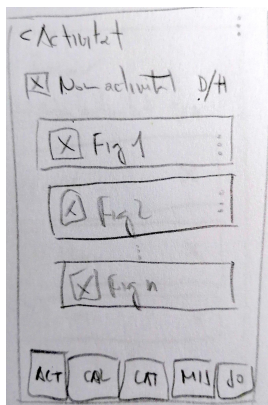 < Activitat
Nom activitat D/H
Fig 1
Fig 2
Fig n
ACT CAL CAT MIS JO